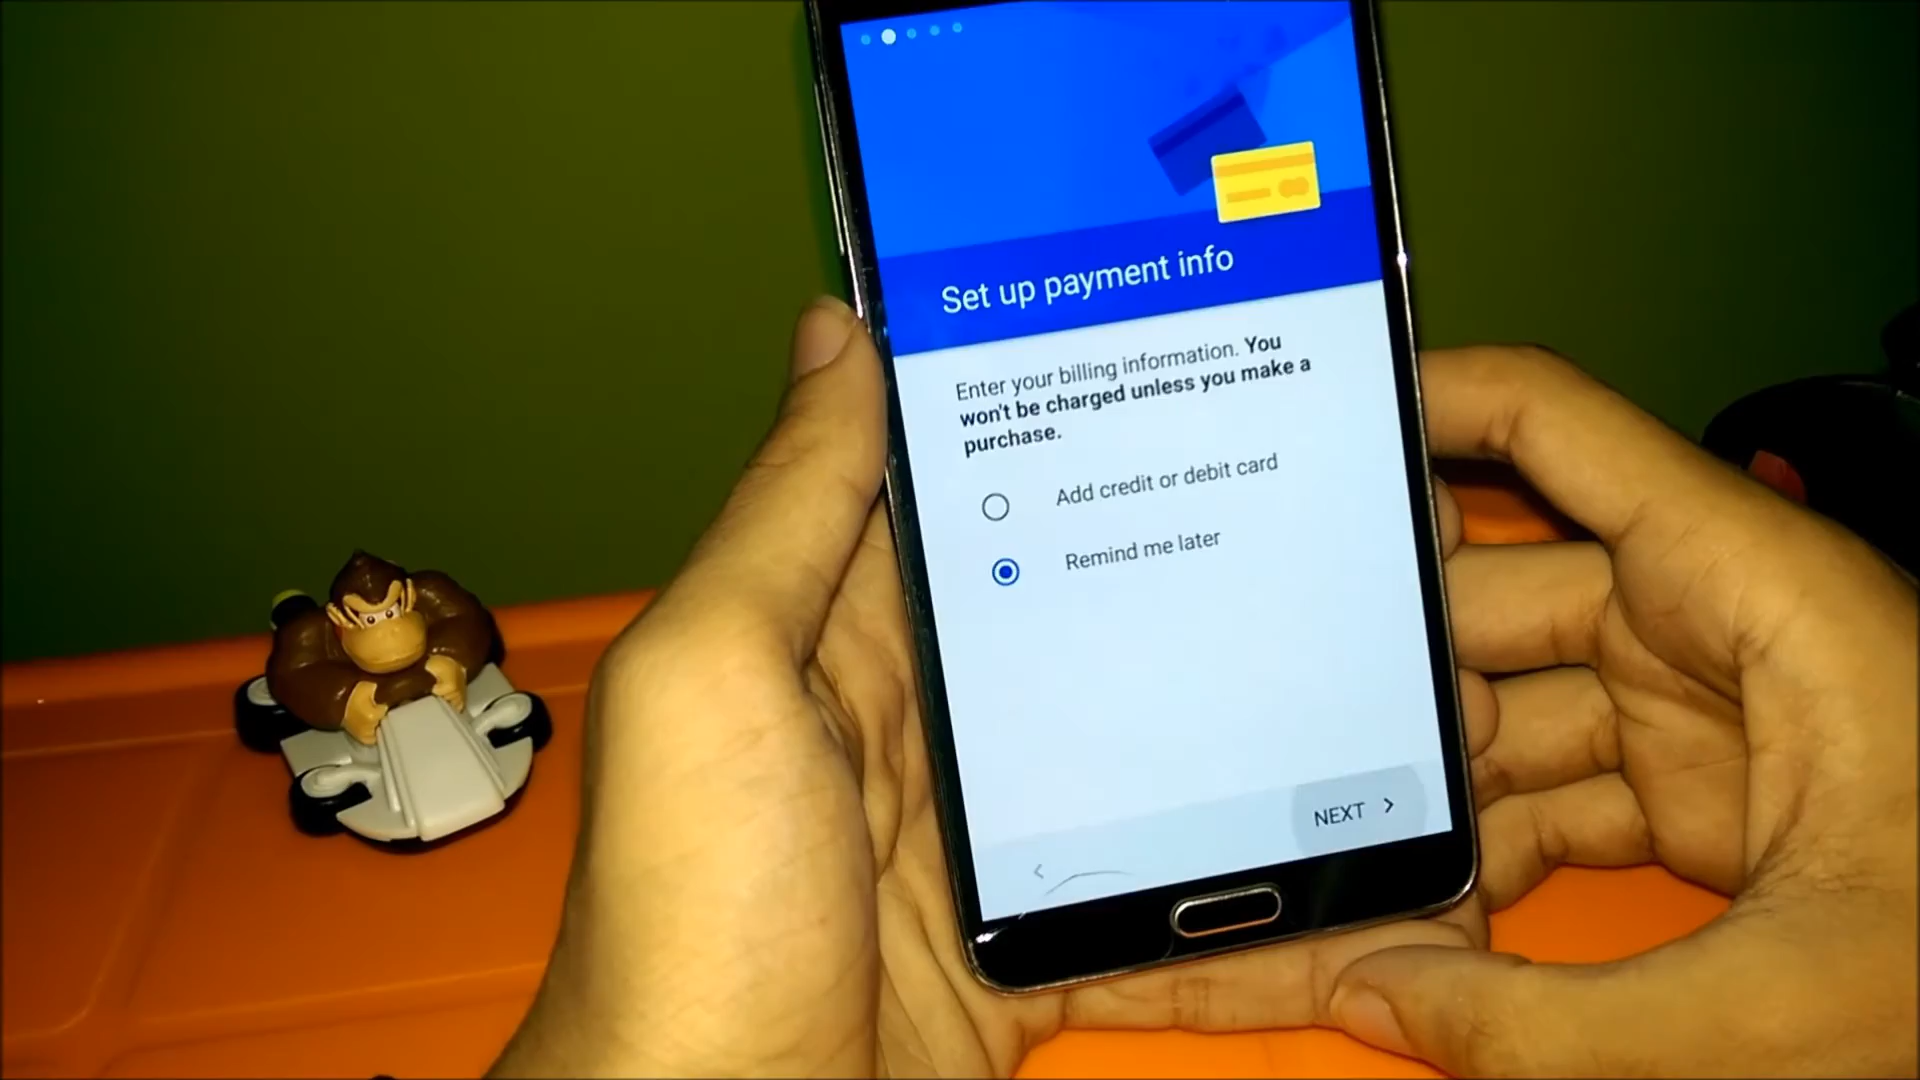 Set up payment info
Enter your billing information. You
won't be charged unless you make a
purchase.
Add credit or debit card
Remind me later
NEXT